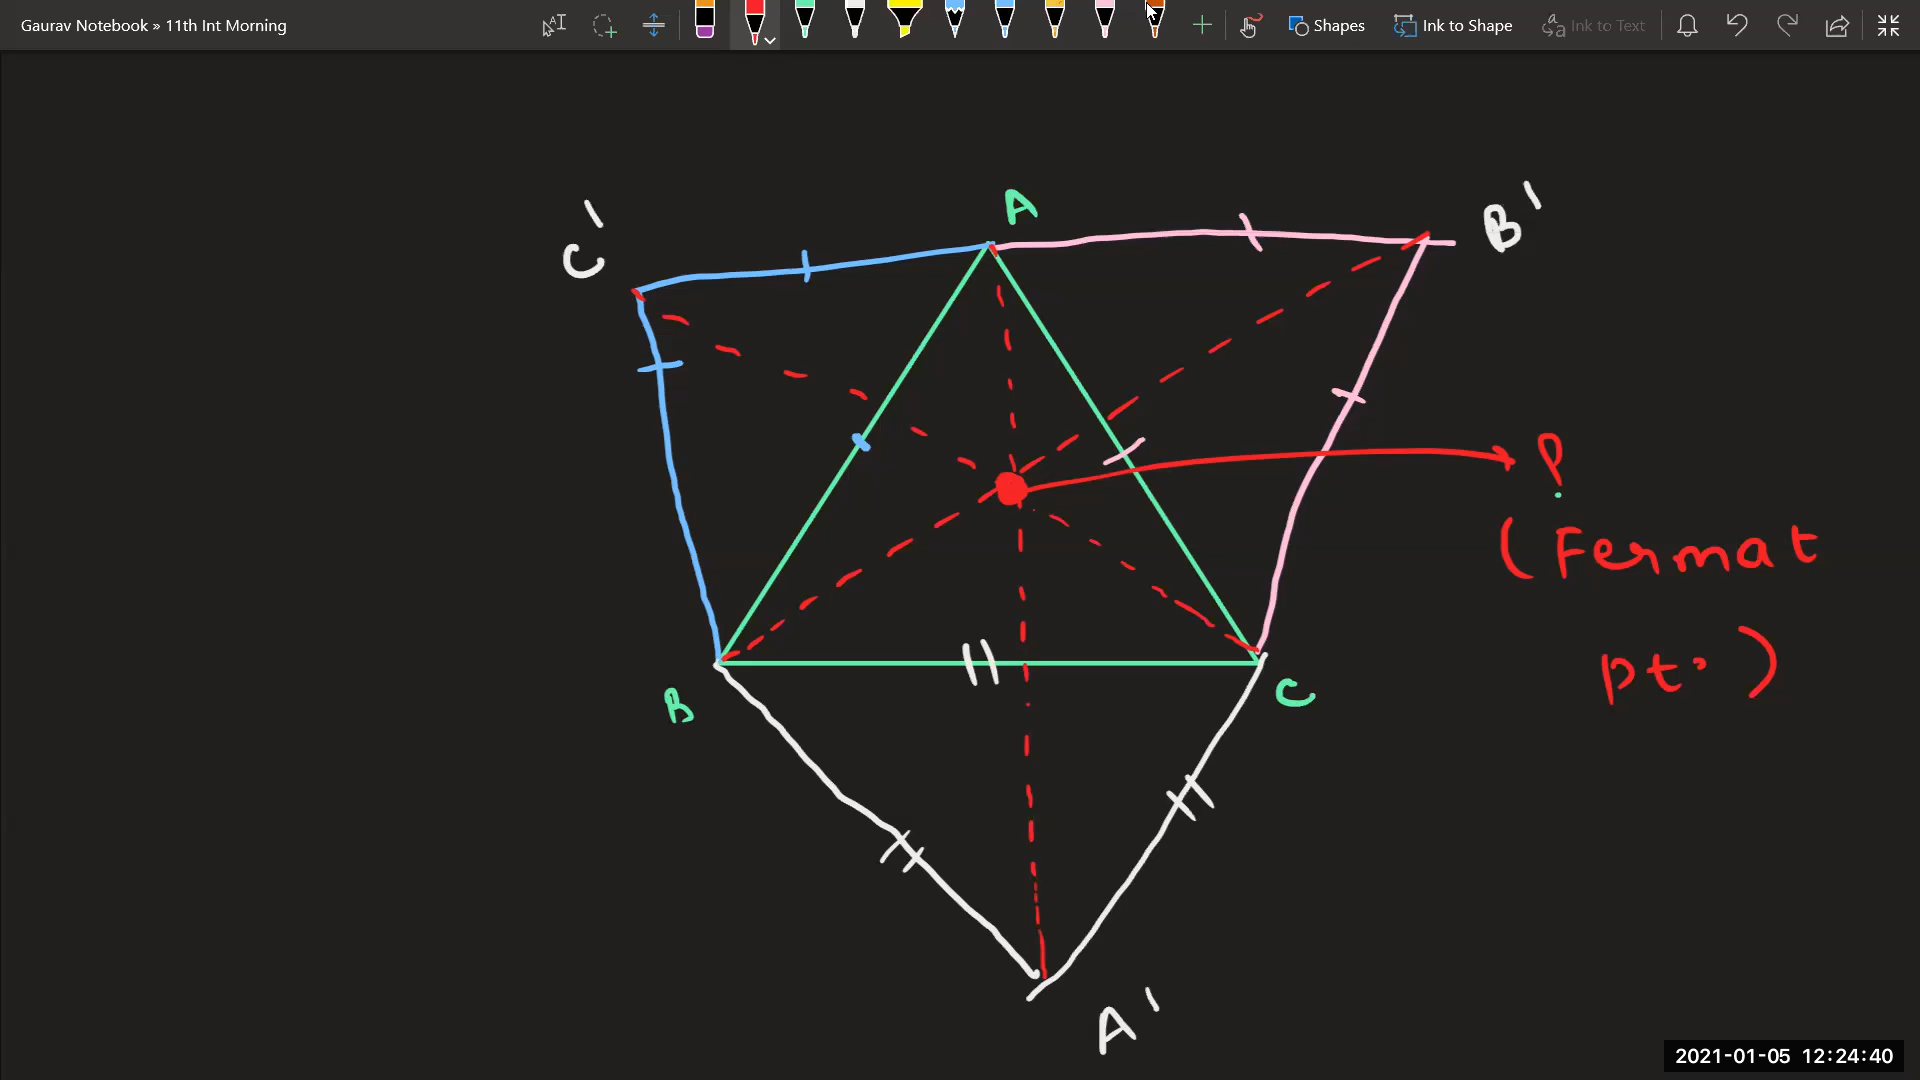 Gaurav Notebook » 11th Int Morning
Shapes
Ink to Shape
Ink to Text
A
B'
C'
P
(Fermat
pt.)
B
C
A'
2021-01-05 12:24:40